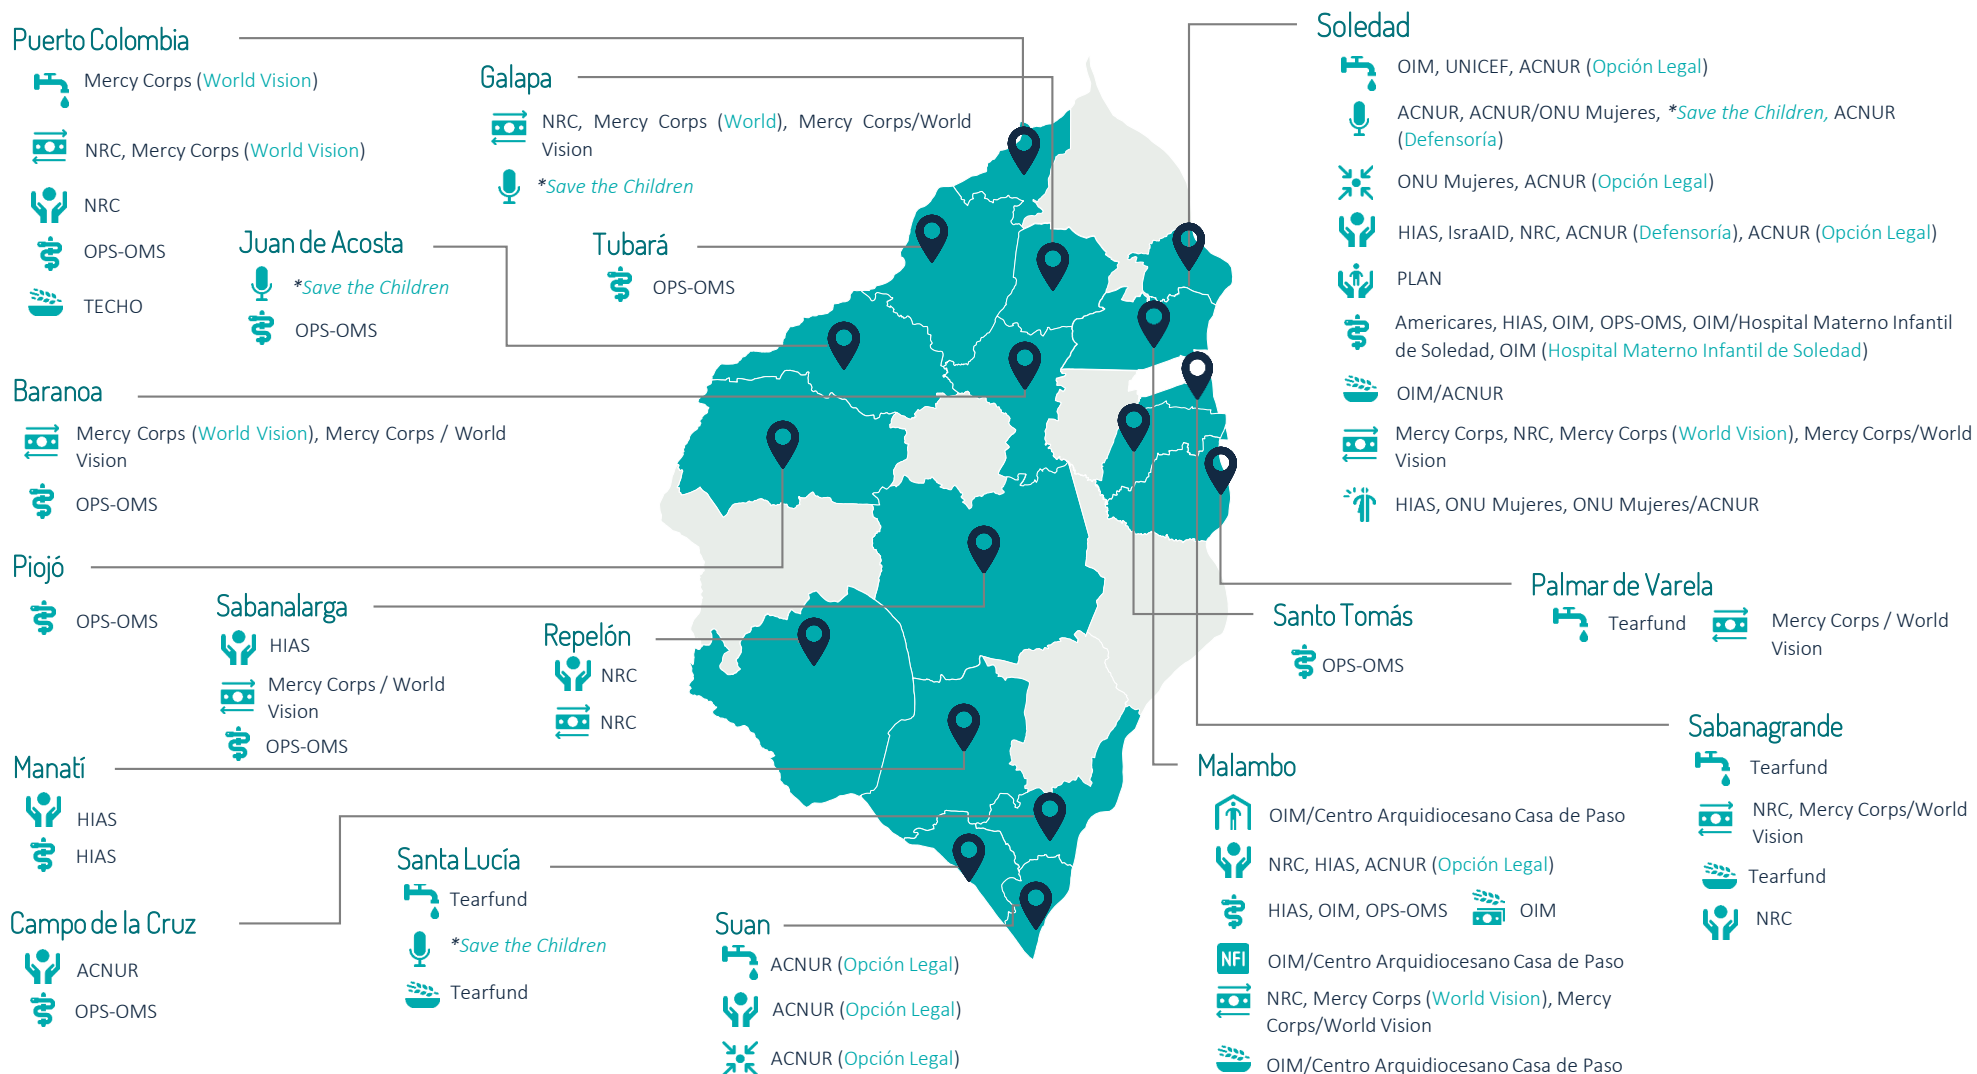 Puerto Colombia
Mercy Corps (World Vision)
NRC, Mercy Corps (World Vision)
NRC
OPS-OMS
TECHO
Galapa
NRC, Mercy Corps (World), Mercy Corps/World
Vision
*Save the Children
Juan de Acosta
*Save the Children
OPS-OMS
Tubará
OPS-OMS
Soledad
OIM, UNICEF, ACNUR (Opción Legal)
ACNUR, ACNUR/ONU Mujeres, *Save the Children, ACNUR
(Defensoría)
ONU Mujeres, ACNUR (Opción Legal)
HIAS, IsraAID, NRC, ACNUR (Defensoría), ACNUR (Opción Legal)
PLAN
Americares, HIAS, OIM, OPS-OMS, OIM/Hospital Materno Infantil
de Soledad, OIM (Hospital Materno Infantil de Soledad)
OIM/ACNUR
Mercy Corps, NRC, Mercy Corps (World Vision), Mercy Corps/World
Vision
HIAS, ONU Mujeres, ONU Mujeres/ACNUR
Baranoa
Mercy Corps (World Vision), Mercy Corps / World
Vision
OPS-OMS
Piojó
OPS-OMS
Sabanalarga
HIAS
Mercy Corps / World
Vision
OPS-OMS
Repelón
NRC
NRC
Santo Tomás
OPS-OMS
Palmar de Varela
Tearfund
Mercy Corps / World
Vision
Sabanagrande
Tearfund
NRC, Mercy Corps/World
Vision
Tearfund
NRC
Manatí
HIAS
HIAS
Malambo
OIM/Centro Arquidiocesano Casa de Paso
NRC, HIAS, ACNUR (Opción Legal)
HIAS, OIM, OPS-OMS
OIM
NFI
OIM/Centro Arquidiocesano Casa de Paso
NRC, Mercy Corps (World Vision), Mercy
Corps/World Vision
OIM/Centro Arquidiocesano Casa de Paso
Campo de la Cruz
ACNUR
OPS-OMS
Santa Lucía
Tearfund
*Save the Children
Tearfund
Suan
ACNUR (Opción Legal)
ACNUR (Opción Legal)
ACNUR (Opción Legal)